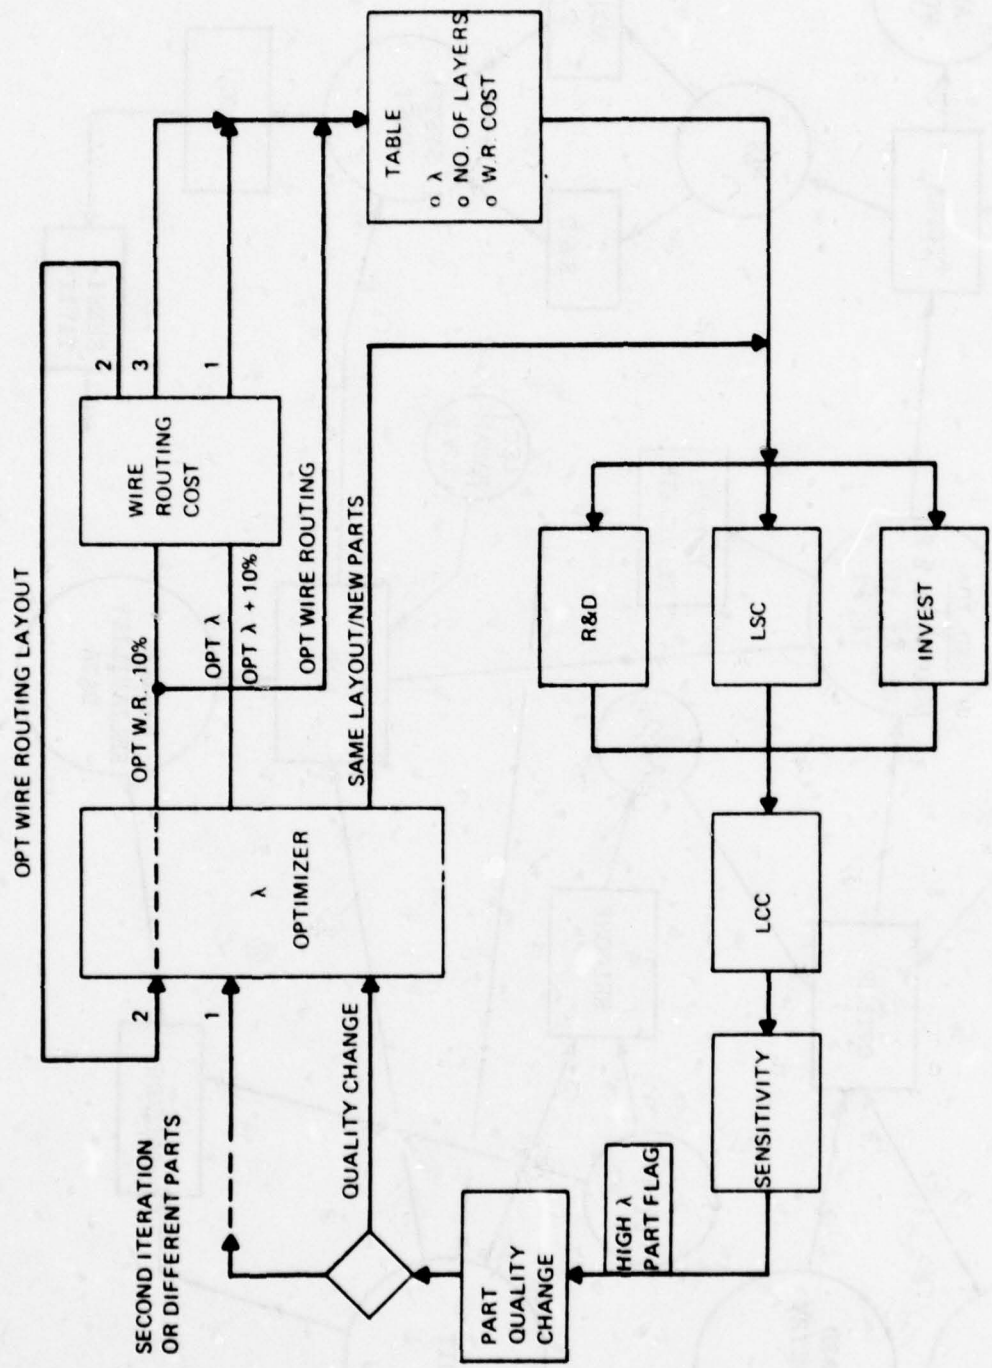 OPT WIRE ROUTING LAYOUT
SECOND ITERATION
OR DIFFERENT PARTS
2
1
QUALITY CHANGE
λ
OPTIMIZER
OPT W.R. -10%
OPT λ
OPT λ + 10%
OPT WIRE ROUTING
SAME LAYOUT/NEW PARTS
WIRE
ROUTING
COST
2
3
1
TABLE
o λ
o NO. OF LAYERS
o W.R. COST
PART
QUALITY
CHANGE
HIGH λ
PART FLAG
SENSITIVITY
LCC
R&D
LSC
INVEST